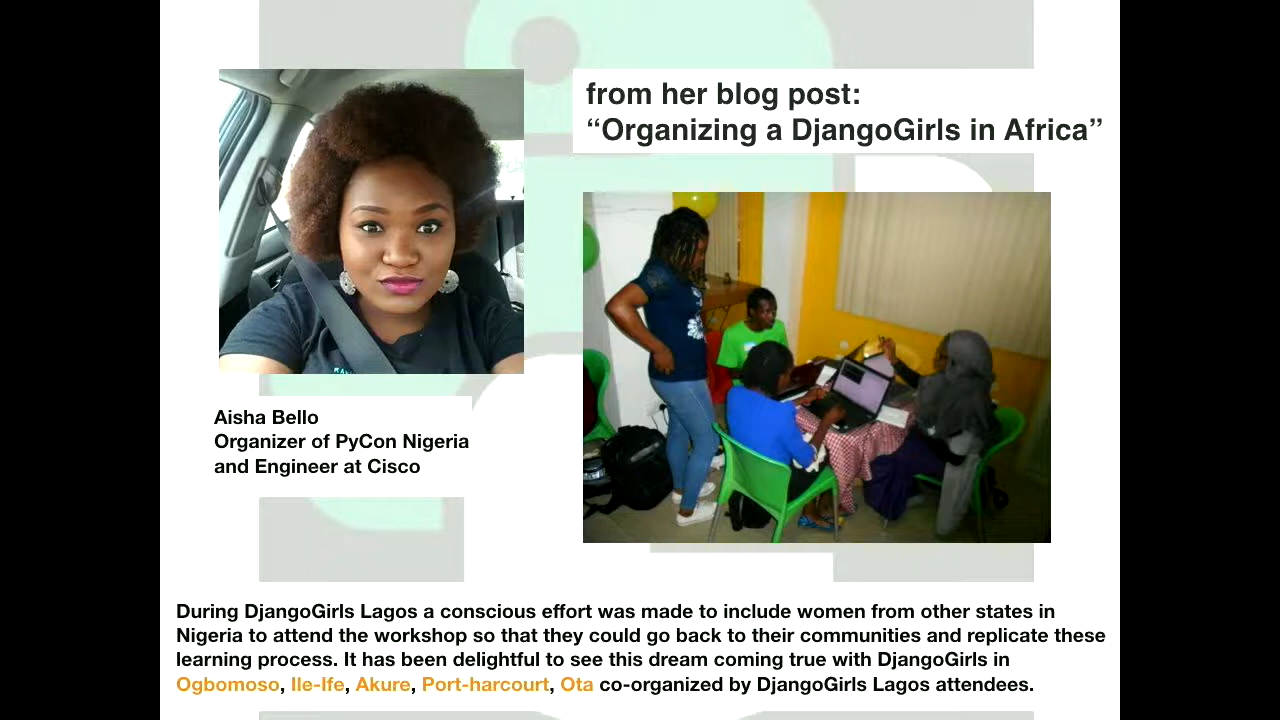 from her blog post:
“Organizing a DjangoGirls in Africa”
Aisha Bello
Organizer of PyCon Nigeria
and Engineer at Cisco
During DjangoGirls Lagos a conscious effort was made to include women from other states in
Nigeria to attend the workshop so that they could go back to their communities and replicate these
learning process. It has been delightful to see this dream coming true with DjangoGirls in
Ogbomoso, Ile-Ife, Akure, Port-harcourt, Ota co-organized by DjangoGirls Lagos attendees.